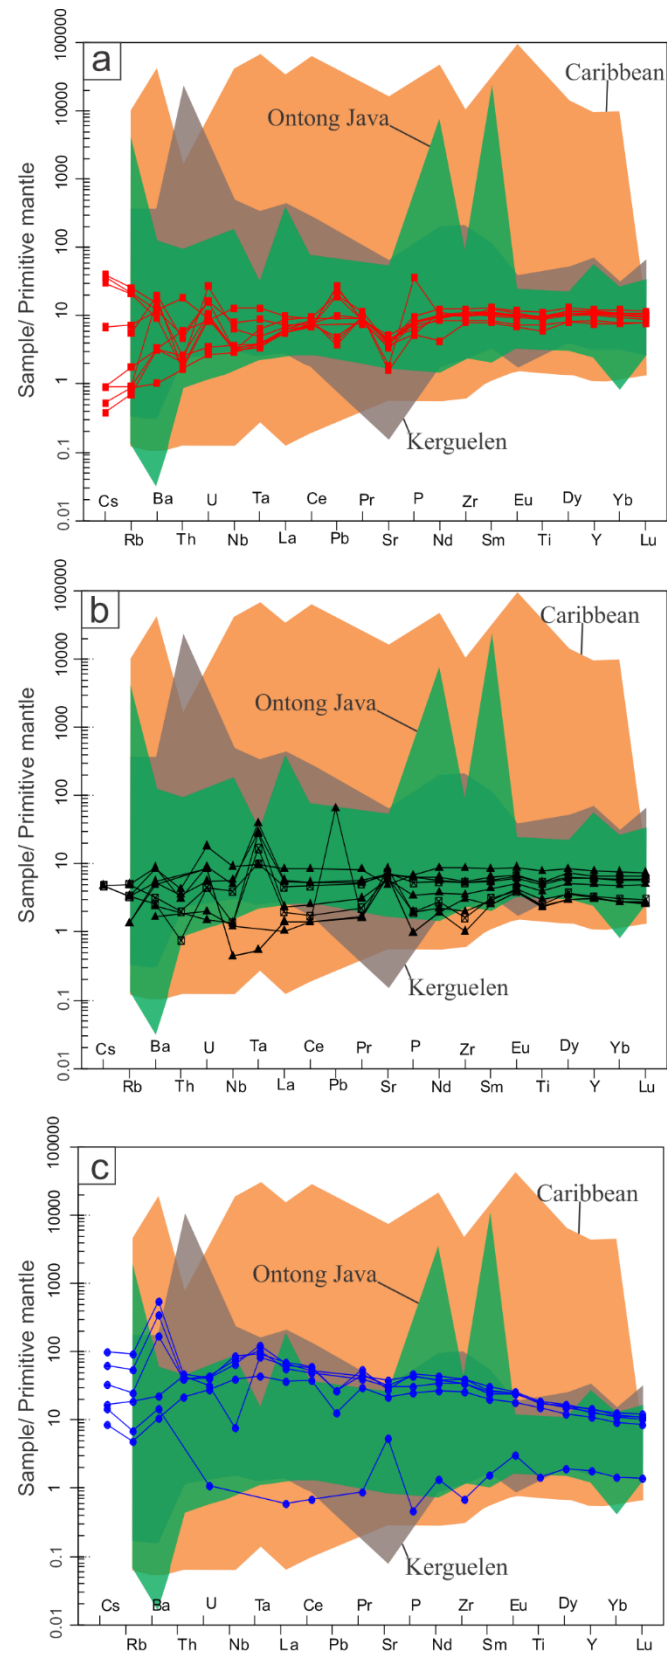 a
100000
10000
1000
100
10
1
0.1
0.01
Sample/ Primitive mantle
Caribbean
Ontong Java
Kerguelen
Cs Ba U Ta Ce Pr P Zr Eu Dy Yb
Rb Th Nb La Pb Sr Nd Sm Ti Y Lu
b
100000
10000
1000
100
10
1
0.1
0.01
Sample/ Primitive mantle
Caribbean
Ontong Java
Kerguelen
Cs Ba U Ta Ce Pr P Zr Eu Dy Yb
Rb Th Nb La Pb Sr Nd Sm Ti Y Lu
c
100000
10000
1000
100
10
1
0.1
0.01
Sample/ Primitive mantle
Caribbean
Ontong Java
Kerguelen
Cs Ba U Ta Ce Pr P Zr Eu Dy Yb
Rb Th Nb La Pb Sr Nd Sm Ti Y Lu